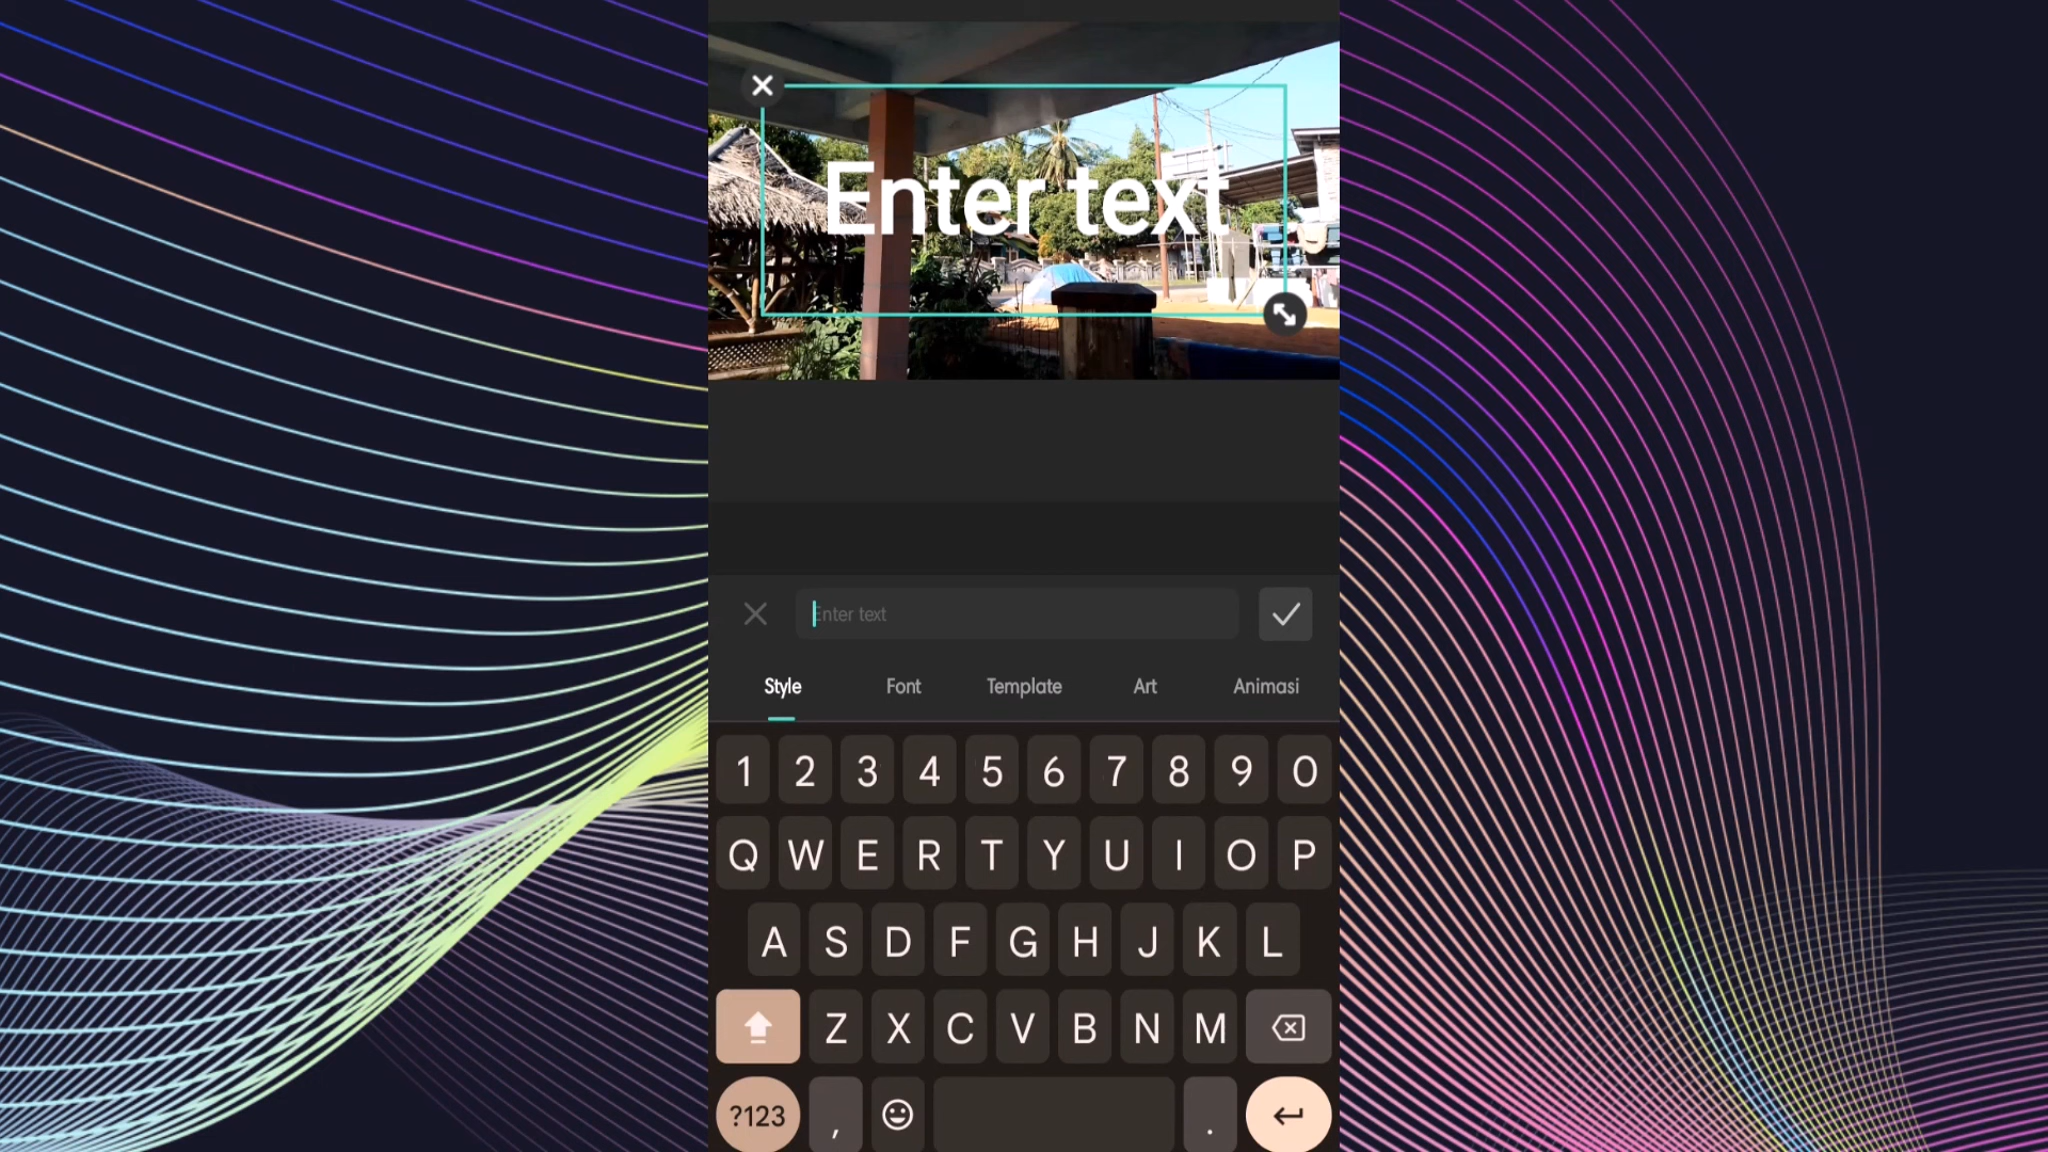 Enter text
Enter text
Style Font Template Art Animasi
1 2 3 4 5 6 7 8 9 0
Q W E R T Y U I O P
A S D F G H J K L
Z X C V B N M
?123 , .